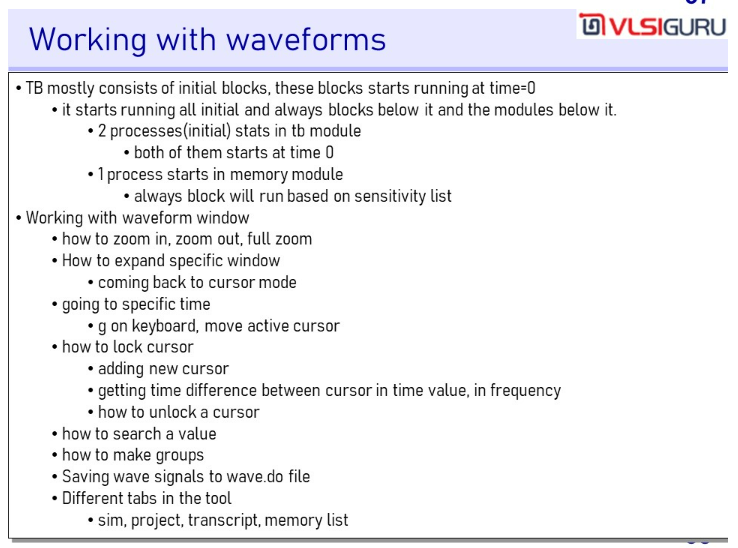 VLSIGURU
Working with waveforms
• TB mostly consists of initial blocks, these blocks starts running at time=0
• it starts running all initial and always blocks below it and the modules below it.
• 2 processes(initial) stats in tb module
• both of them starts at time 0
• 1 process starts in memory module
• always block will run based on sensitivity list
• Working with waveform window
• how to zoom in, zoom out, full zoom
• How to expand specific window
• coming back to cursor mode
• going to specific time
• g on keyboard, move active cursor
• how to lock cursor
• adding new cursor
• getting time difference between cursor in time value, in frequency
• how to unlock a cursor
• how to search a value
• how to make groups
• Saving wave signals to wave.do file
• Different tabs in the tool
• sim, project, transcript, memory list